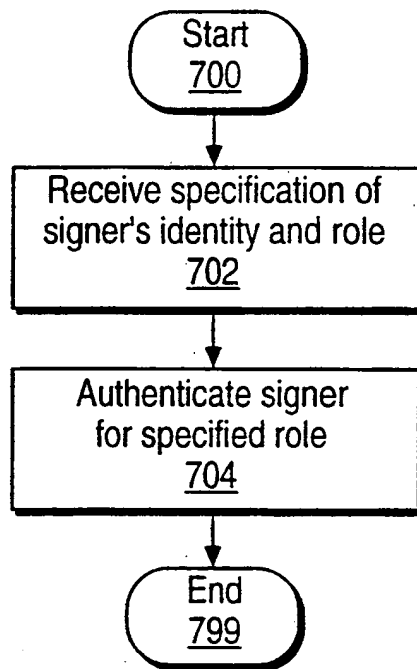 Start
700
Receive specification of
signer's identity and role
702
Authenticate signer
for specified role
704
End
799